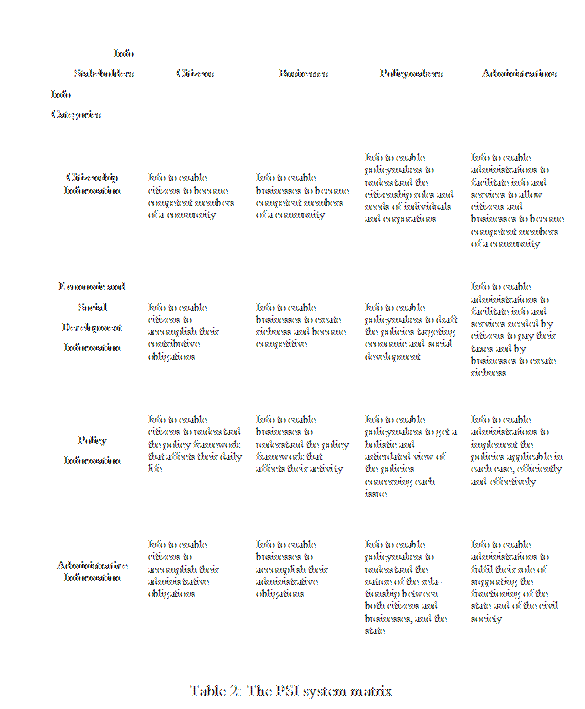 Info
Stakeholders
Citizens
Businesses
Policymakers
Administrations
Info
Categories
Citizenship
Information
Info to enable
citizens to become
competent members
of a community
Info to enable
businesses to become
competent members
of a community
Info to enable
policymakers to
understand the
citizenship roles and
needs of individuals
and corporations
Info to enable
administrations to
facilitate info and
services to allow
citizens and
businesses to become
competent members
of a community
Economic and
Social
Development
Information
Info to enable
citizens to
accomplish their
contributive
obligations
Info to enable
businesses to create
richness and become
competitive
Info to enable
policymakers to draft
the policies targeting
economic and social
development
Info to enable
administrations to
facilitate info and
services needed by
citizens to pay their
taxes and by
businesses to create
richness
Policy
Information
Info to enable
citizens to understand
the policy framework
that affects their daily
life
Info to enable
businesses to
understand the policy
framework that
affects their activity
Info to enable
policymakers to get a
holistic and
articulated view of
the policies
concerning each
issue
Info to enable
administrations to
implement the
policies applicable in
each case, efficiently
and effectively
Administrative
Information
Info to enable
citizens to
accomplish their
administrative
obligations
Info to enable
businesses to
accomplish their
administrative
obligations
Info to enable
policymakers to
understand the
nature of the rela-
tionship between
both citizens and
businesses, and the
state
Info to enable
administrations to
fulfil their role of
supporting the
functioning of the
state and of the civil
society
Table 2: The PSI system matrix